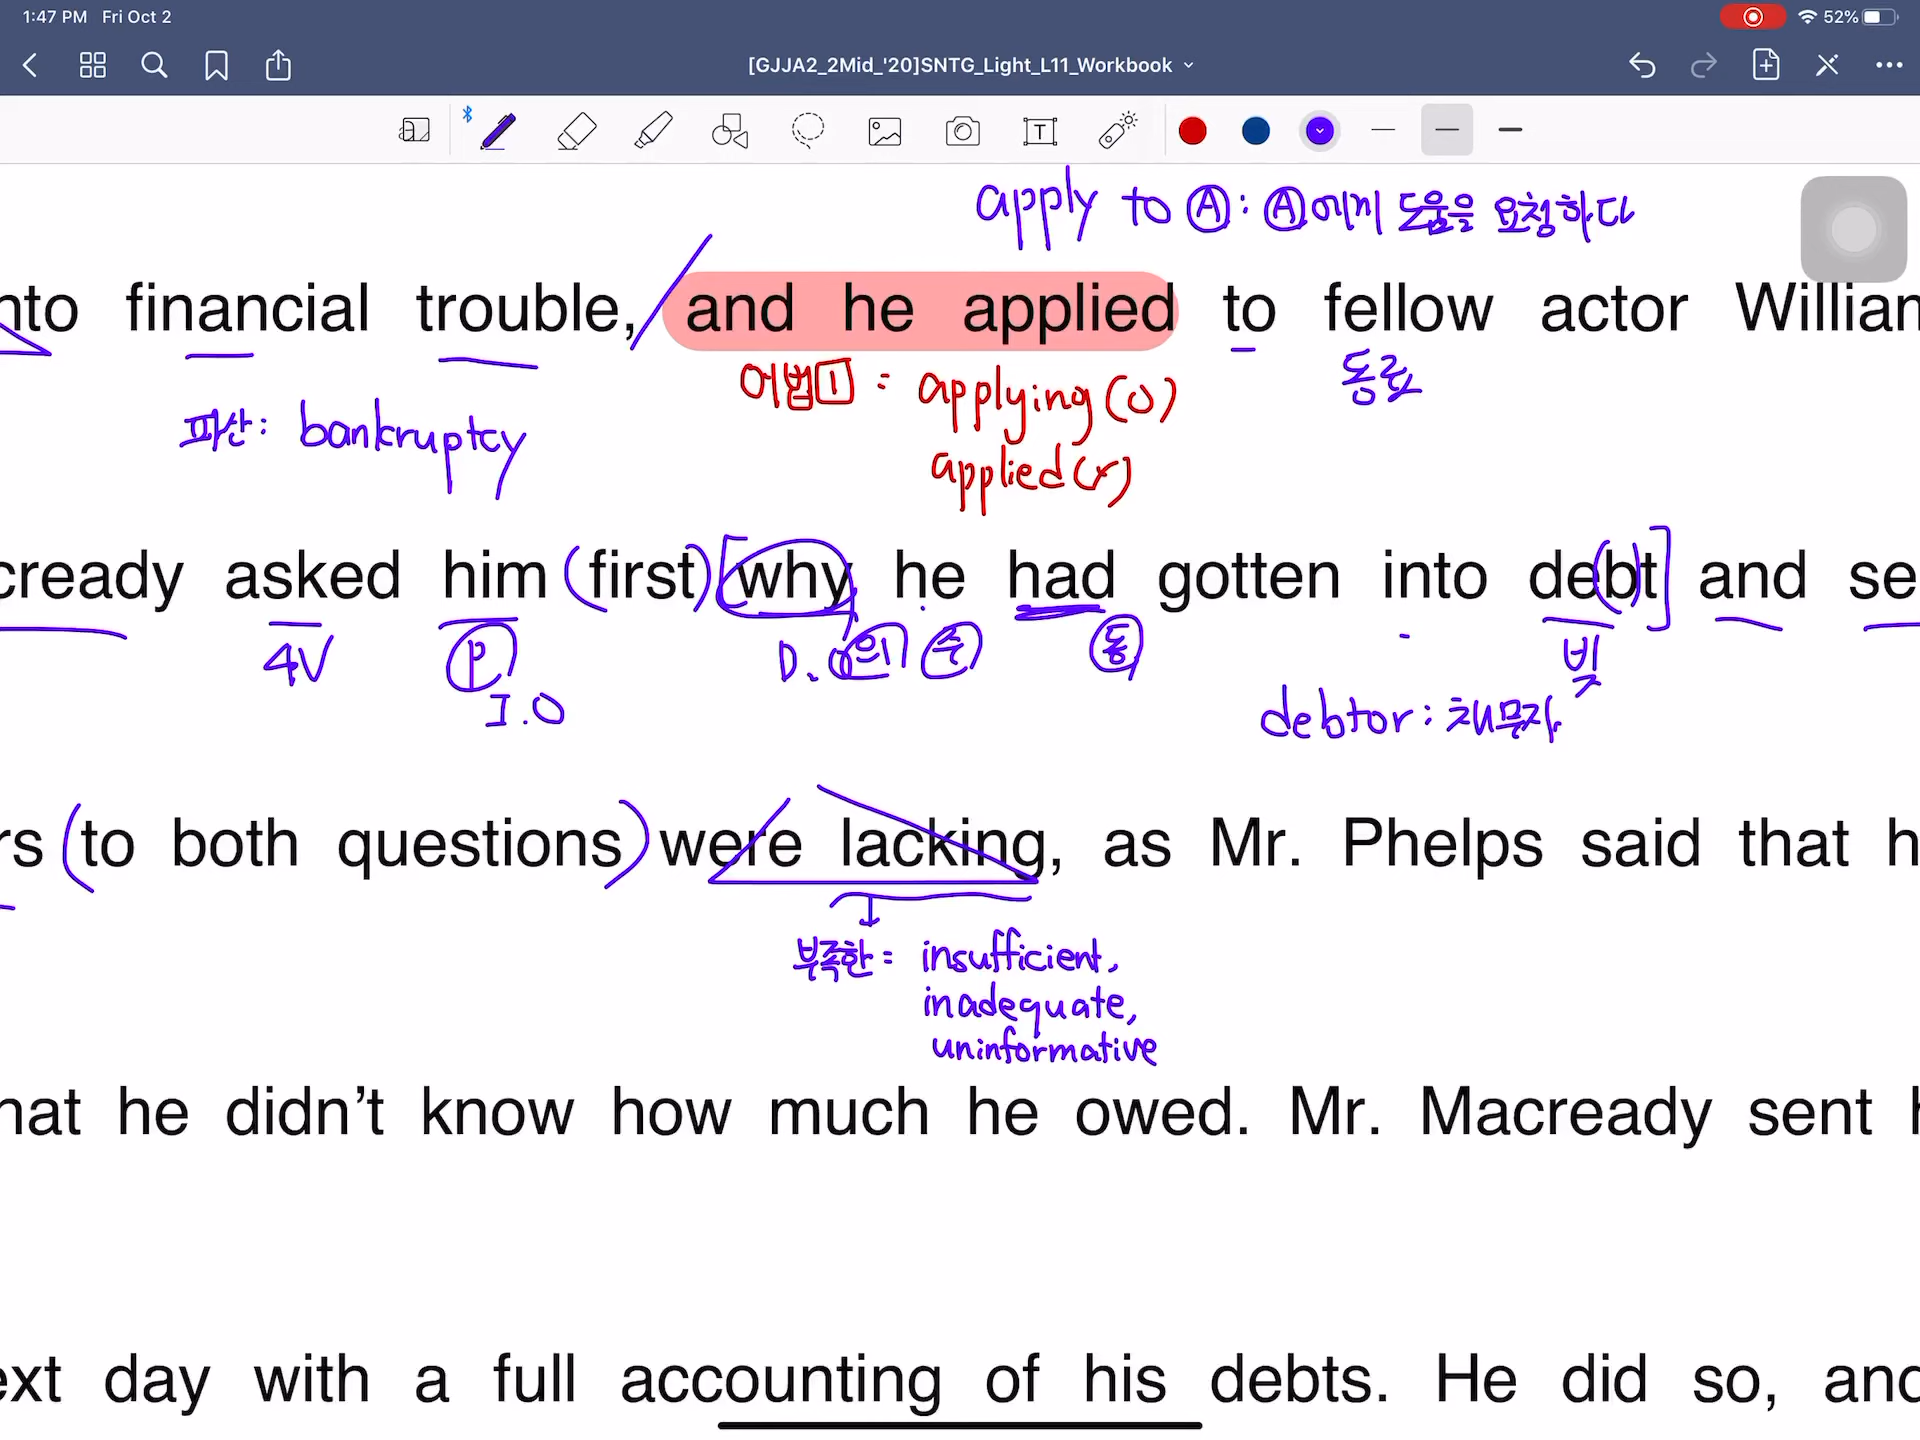 1:47 PM Fri Oct 2
52%
[GJJA2_2Mid_'20]SNTG_Light_L11_Workbook
apply to Ⓐ: Ⓐ에게 도움을 요청하다
nto financial trouble, and he applied to fellow actor William
어법1 : applying(o)
동료
파산: bankruptcy
applied(x)
cready asked him (first) [why he had gotten into debt] and se
4V P D.O 의 주 동 빚
I.O
debtor: 채무자
rs (to both questions) were lacking, as Mr. Phelps said that h
부족한 = insufficient,
inadequate,
uninformative
hat he didn't know how much he owed. Mr. Macready sent h
ext day with a full accounting of his debts. He did so, and